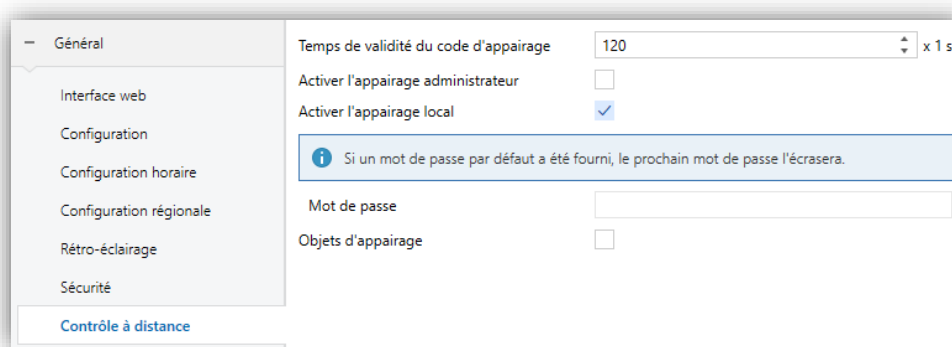 Général
Interface web
Configuration
Configuration horaire
Configuration régionale
Rétro-éclairage
Sécurité
Contrôle à distance
Temps de validité du code d'appairage 120 x 1 s
Activer l'appairage administrateur
Activer l'appairage local
Si un mot de passe par défaut a été fourni, le prochain mot de passe l'écrasera.
Mot de passe
Objets d'appairage